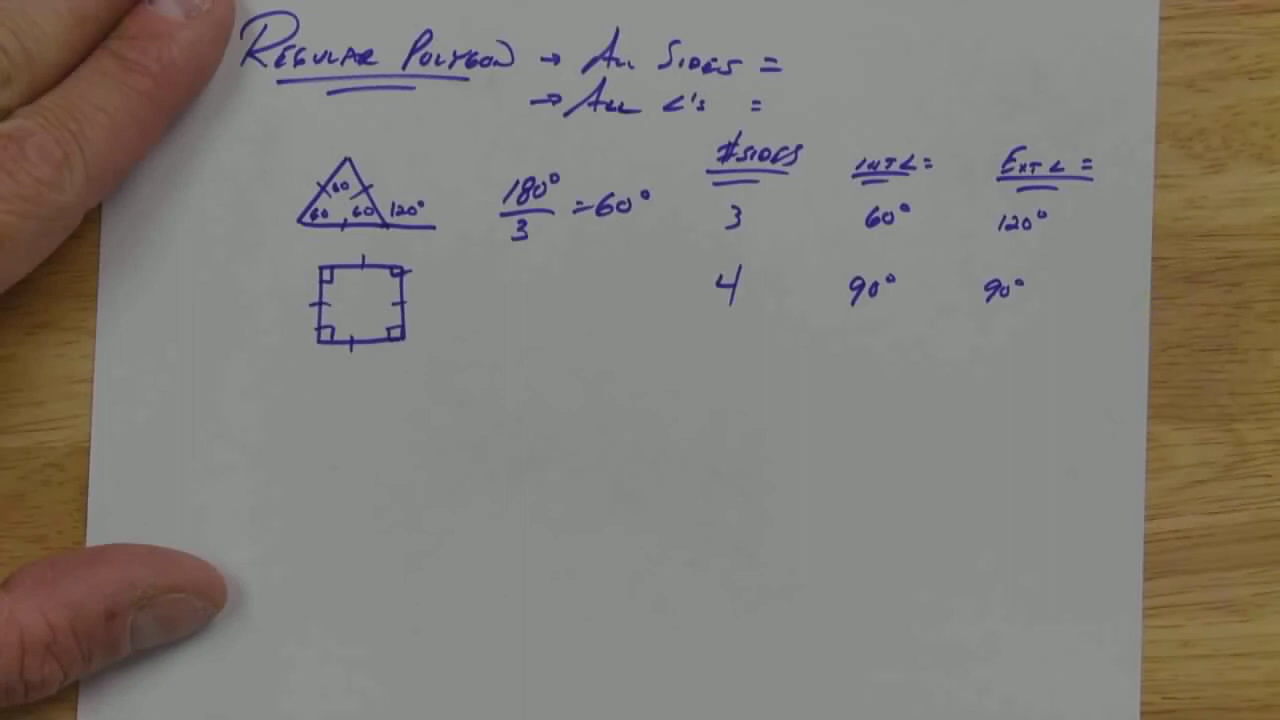 REGULAR POLYGON → ALL SIDES =
→ ALL ∠'s =
#SIDES INT ∠ = EXT ∠ =
60
60 60 120°
180°/3 = 60°
3 60° 120°
4 90° 90°